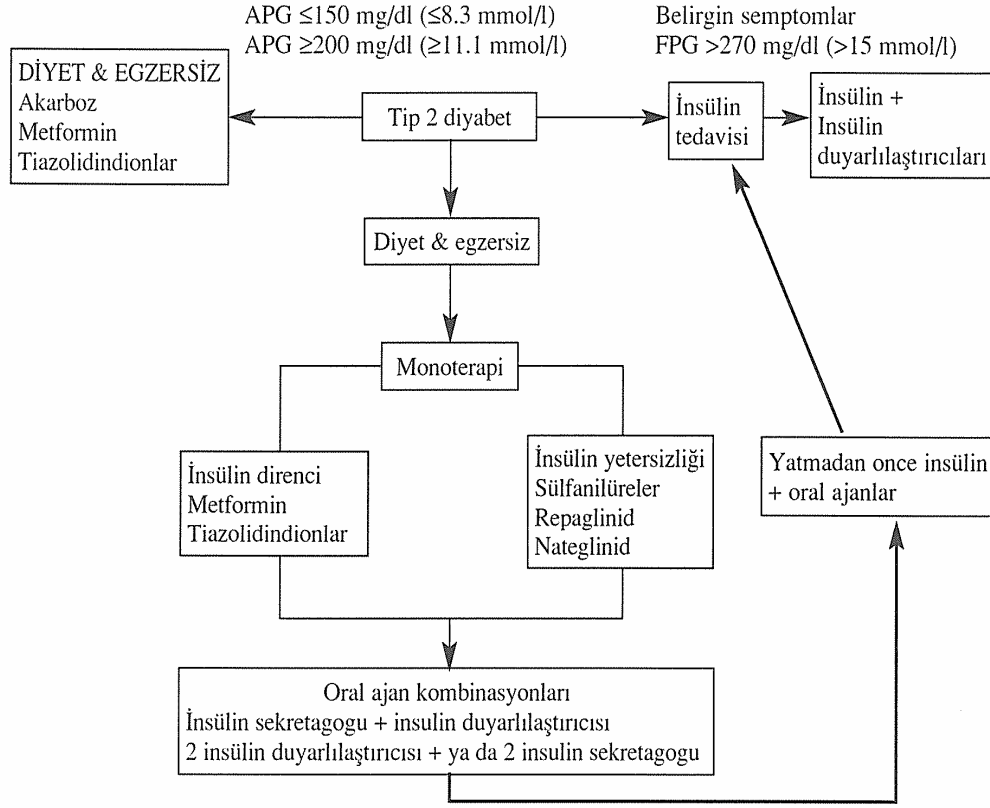 APG ≤150 mg/dl (≤8.3 mmol/l)
APG ≥200 mg/dl (≥11.1 mmol/l)
Belirgin semptomlar
FPG >270 mg/dl (>15 mmol/l)
DİYET & EGZERSİZ
Akarboz
Metformin
Tiazolidindionlar
Tip 2 diyabet
İnsülin
tedavisi
İnsülin +
İnsülin
duyarlılaştırıcıları
Diyet & egzersiz
Monoterapi
İnsülin direnci
Metformin
Tiazolidindionlar
İnsülin yetersizliği
Sülfanilüreler
Repaglinid
Nateglinid
Yatmadan once insülin
+ oral ajanlar
Oral ajan kombinasyonları
İnsülin sekretagogu + insulin duyarlılaştırıcısı
2 insülin duyarlılaştırıcısı + ya da 2 insulin sekretagogu